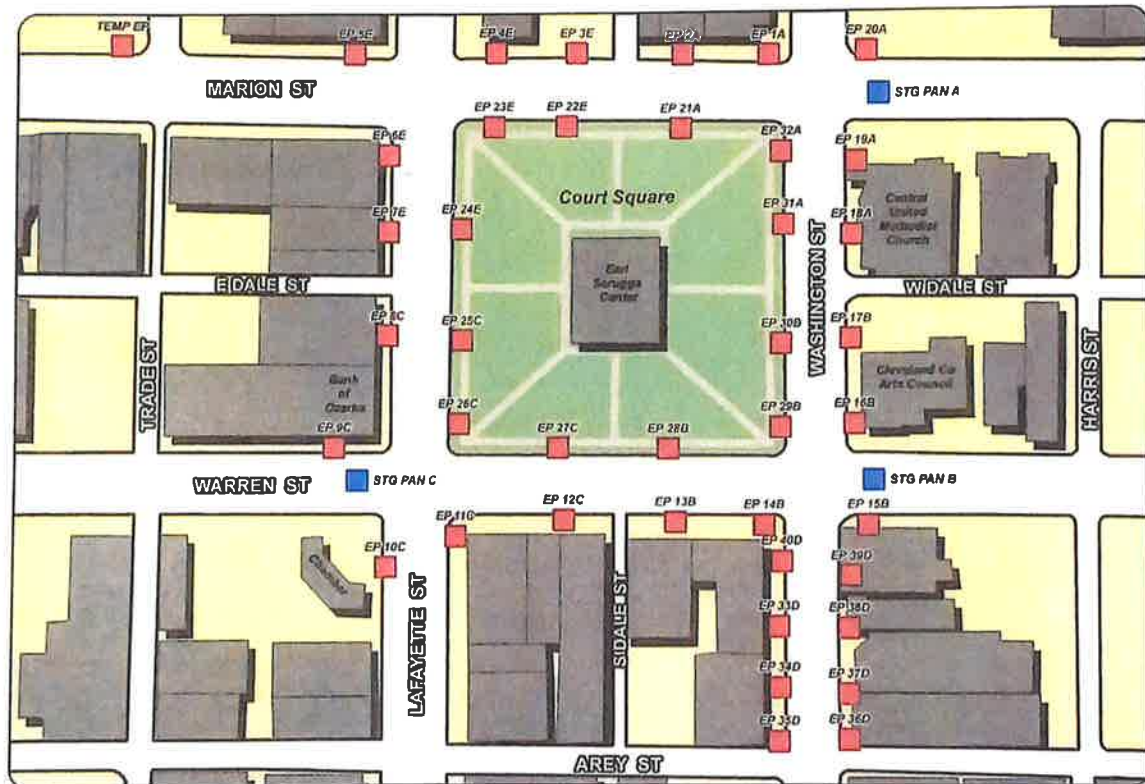 TEMP EP
EP 5E
EP 4E
EP 3E
EP 2A
EP 1A
EP 20A
MARION ST
STG PAN A
EP 23E
EP 22E
EP 21A
EP 32A
EP 6E
EP 19A
Court Square
EP 7E
EP 24E
EP 31A
EP 18A
Central
United
Methodist
Church
WASHINGTON ST
Earl
Scruggs
Center
E DALE ST
W DALE ST
EP 8C
EP 25C
EP 30B
EP 17B
TRADE ST
HARRIS ST
Bank
of
Ozarks
Cleveland Co
Arts Council
EP 9C
EP 26C
EP 27C
EP 28B
EP 29B
EP 16B
WARREN ST
STG PAN C
STG PAN B
EP 11C
EP 12C
EP 13B
EP 14B
EP 15B
EP 10C
Chamber
EP 40D
EP 39D
LAFAYETTE ST
S DALE ST
EP 33D
EP 38D
EP 34D
EP 37D
EP 35D
EP 36D
AREY ST